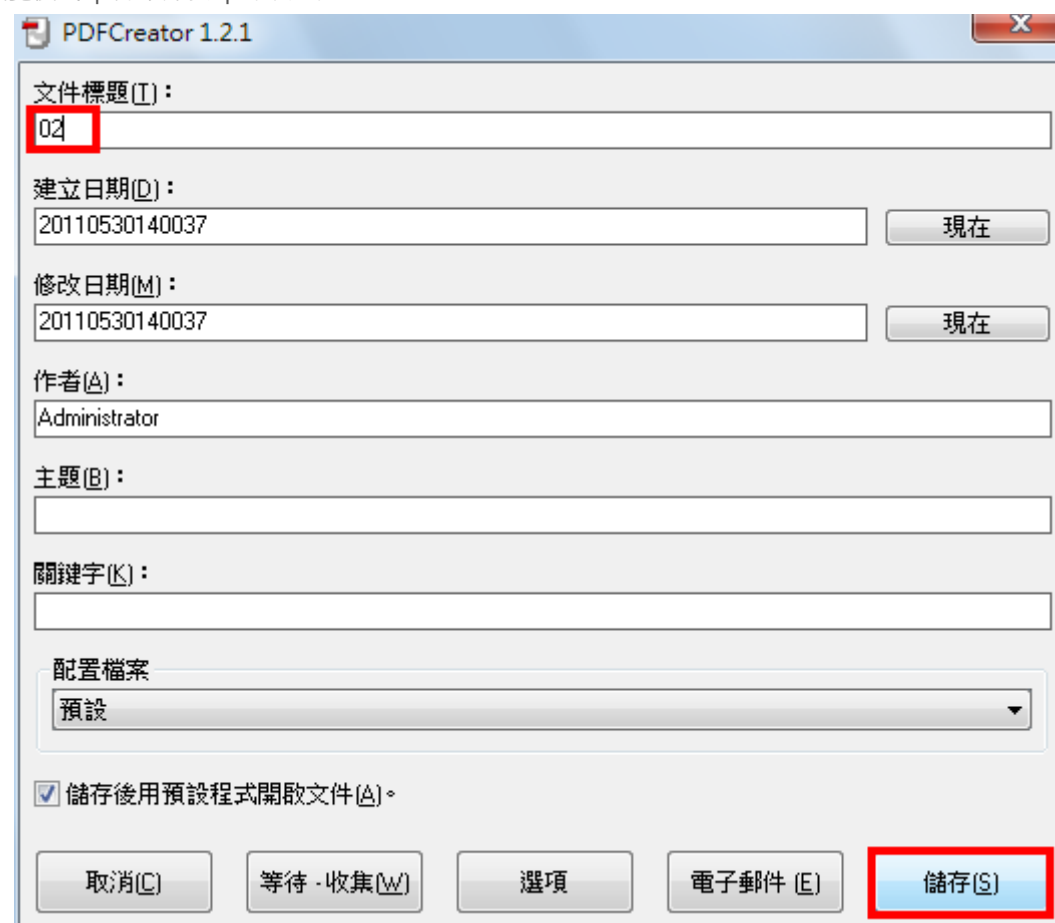 PDFCreator 1.2.1
文件標題(T)：
02
建立日期(D)：
20110530140037
現在
修改日期(M)：
20110530140037
現在
作者(A)：
Administrator
主題(B)：
關鍵字(K)：
配置檔案
預設
儲存後用預設程式開啟文件(A)。
取消(C) 等待 - 收集(W) 選項 電子郵件 (E) 儲存(S)